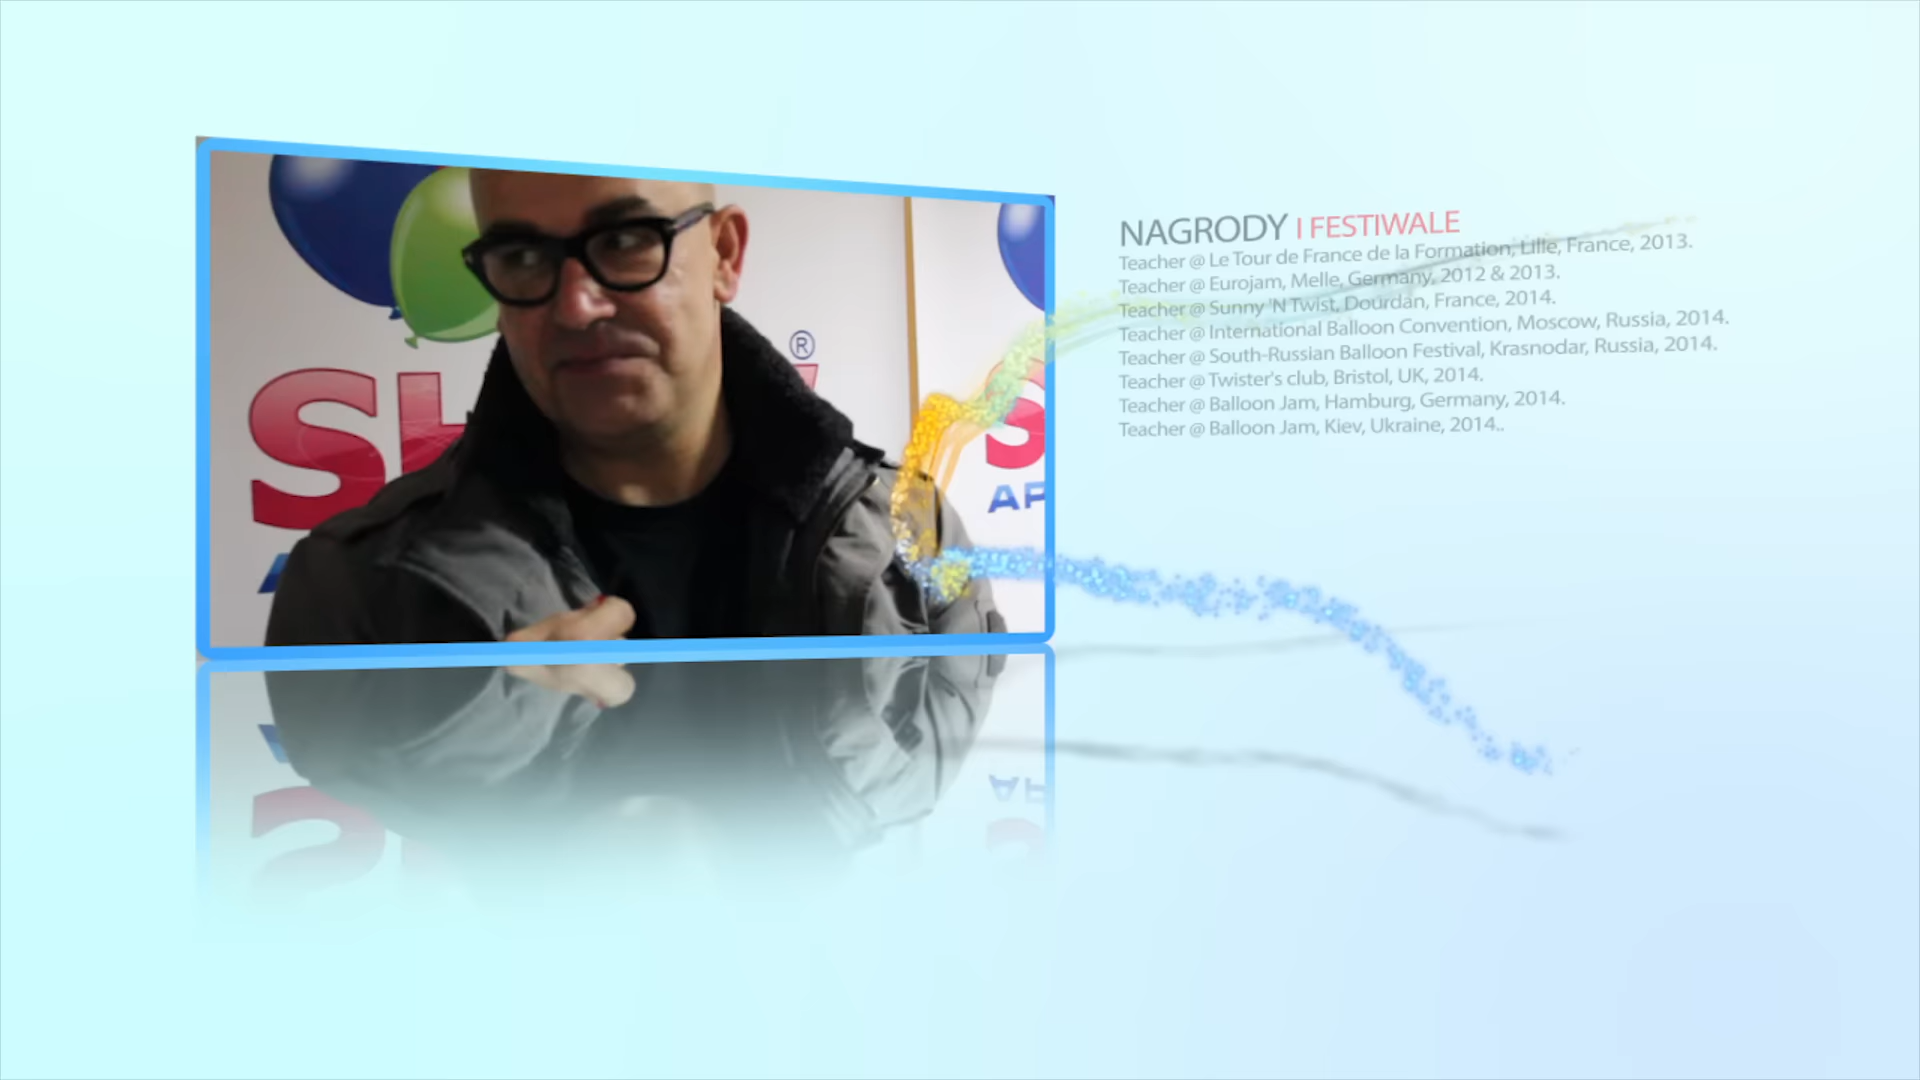 NAGRODY I FESTIWALE
Teacher @ Le Tour de France de la Formation, Lille, France, 2013.
Teacher @ Eurojam, Melle, Germany, 2012 & 2013.
Teacher @ Sunny 'N Twist, Dourdan, France, 2014.
Teacher @ International Balloon Convention, Moscow, Russia, 2014.
Teacher @ South-Russian Balloon Festival, Krasnodar, Russia, 2014.
Teacher @ Twister's club, Bristol, UK, 2014.
Teacher @ Balloon Jam, Hamburg, Germany, 2014.
Teacher @ Balloon Jam, Kiev, Ukraine, 2014..